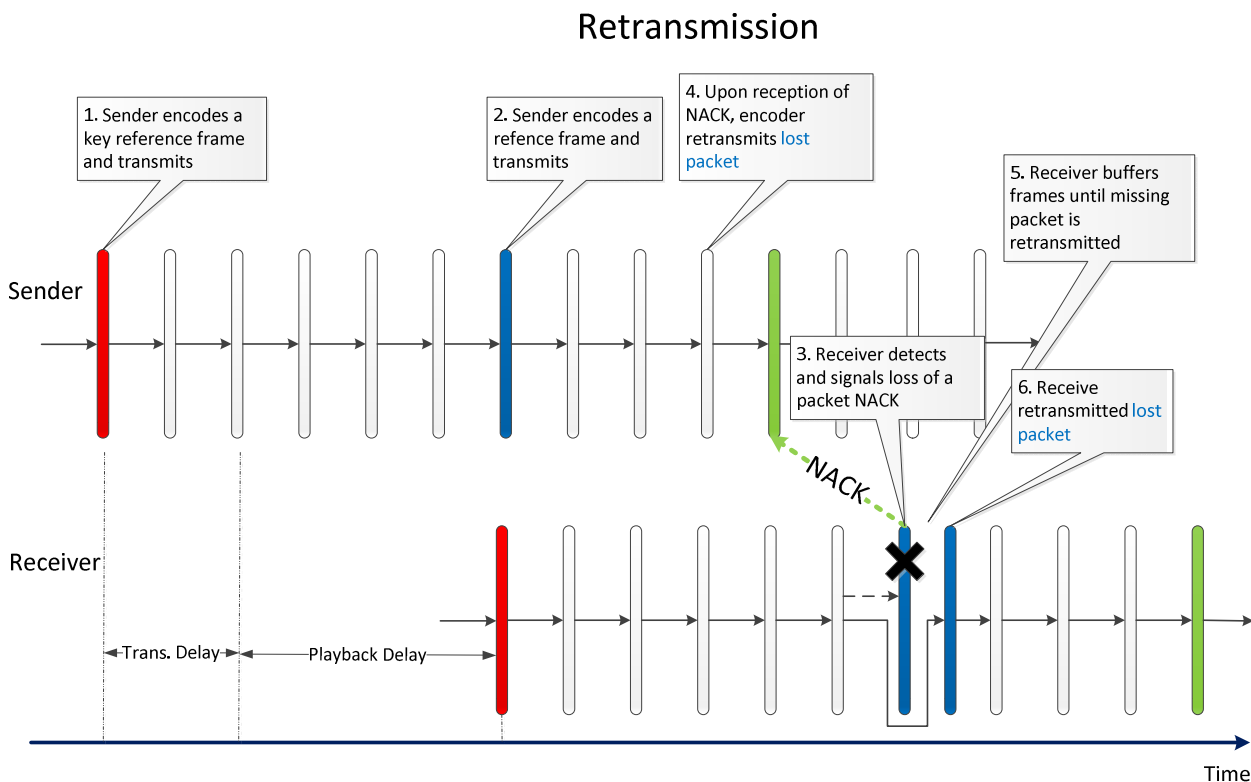 Retransmission
1. Sender encodes a
key reference frame
and transmits
2. Sender encodes a
refence frame and
transmits
4. Upon reception of
NACK, encoder
retransmits lost
packet
5. Receiver buffers
frames until missing
packet is
retransmitted
Sender
3. Receiver detects
and signals loss of a
packet NACK
6. Receive
retransmitted lost
packet
NACK
Receiver
Trans. Delay
Playback Delay
Time